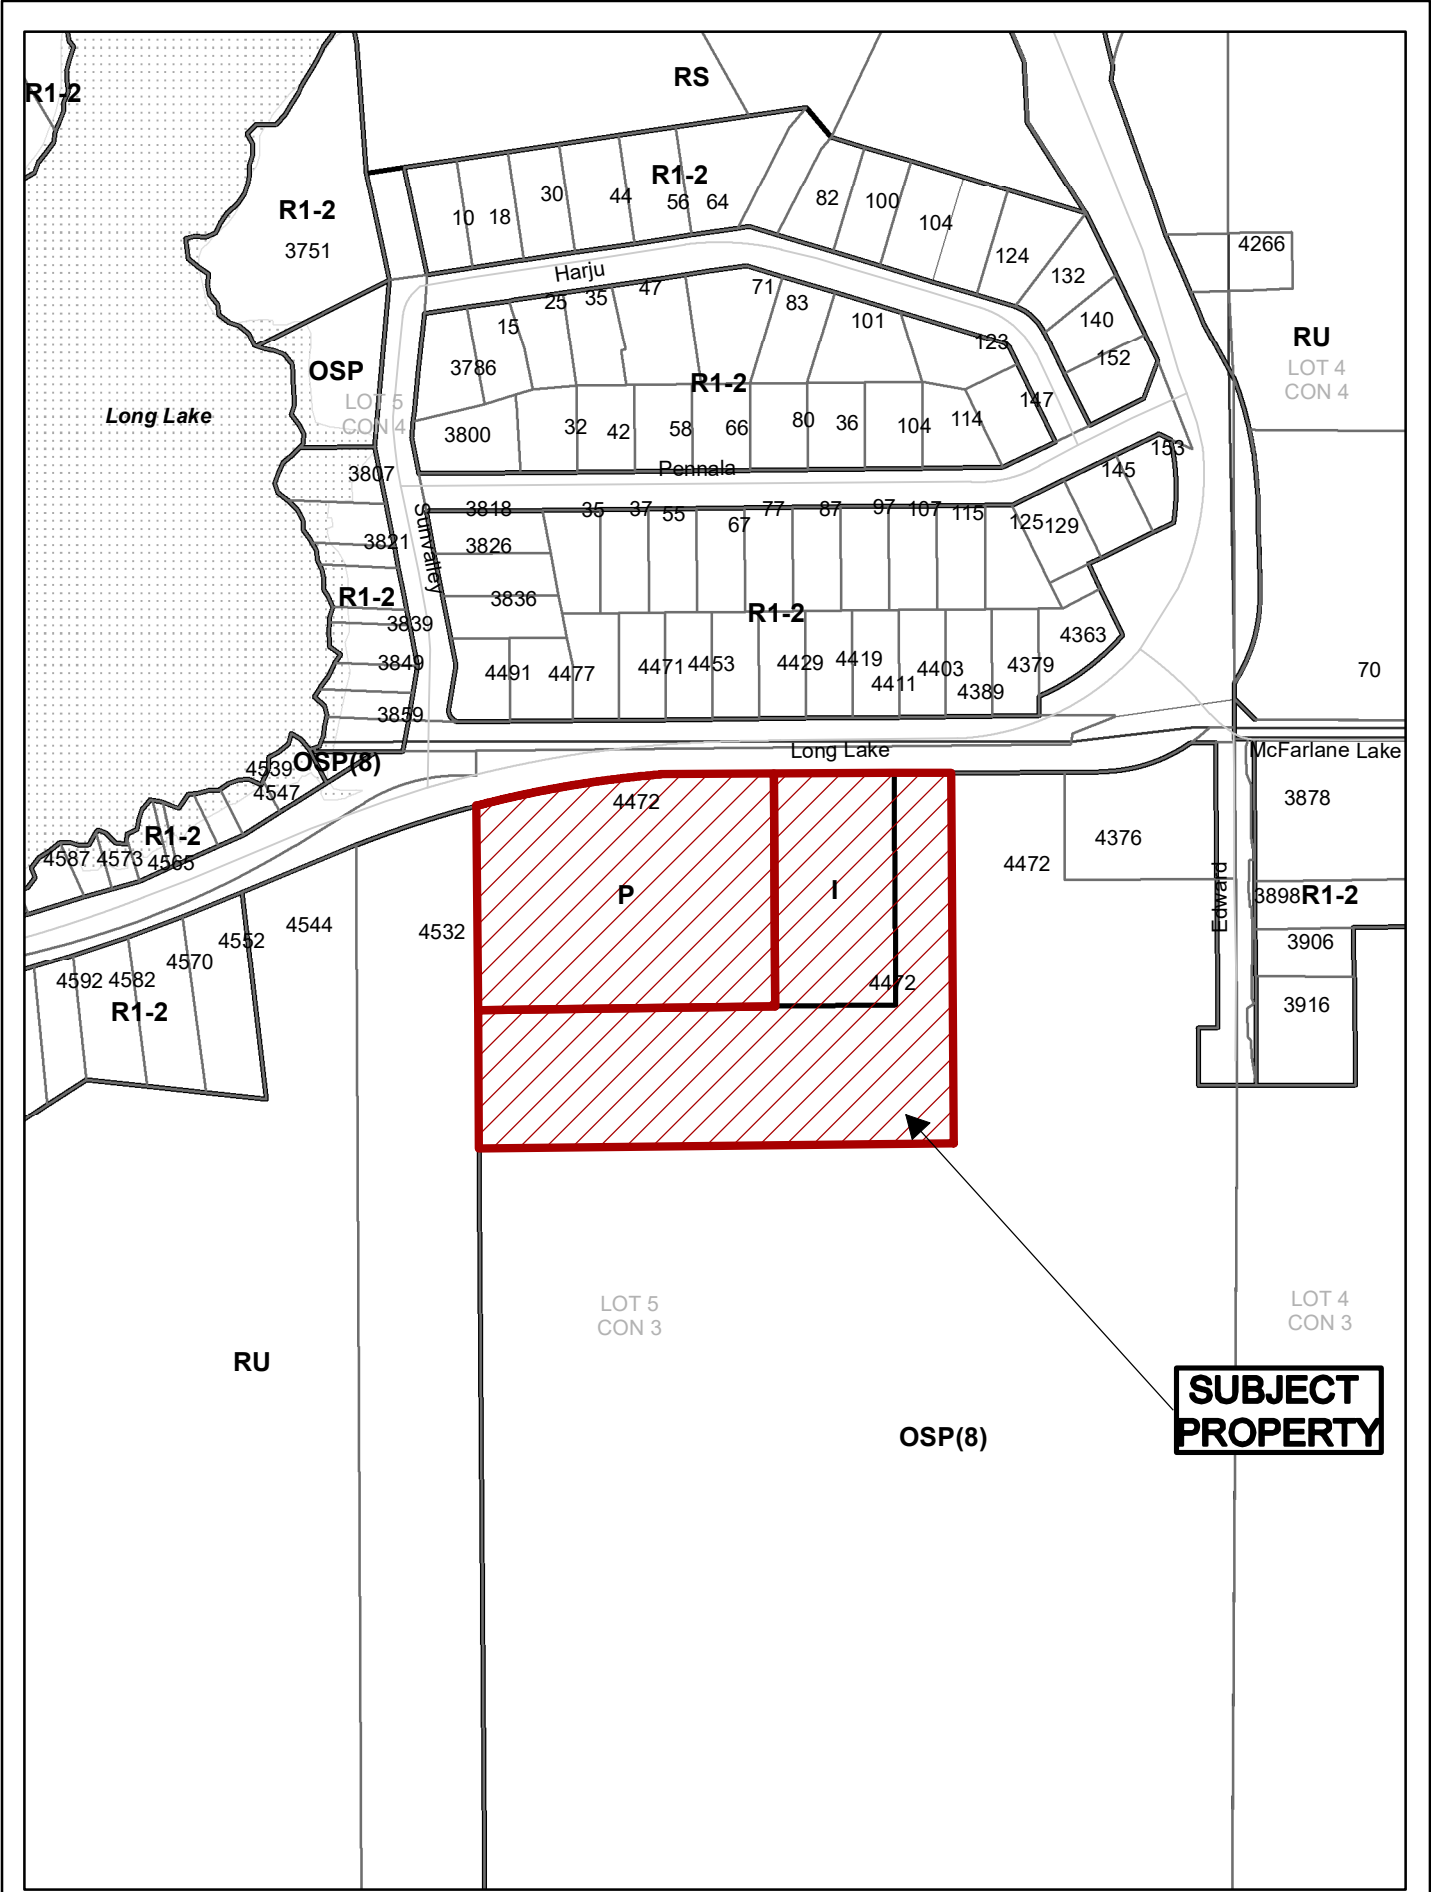 RS
R1-2
R1-2
3751
R1-2
10
18
30
44
56
64
82
100
104
124
132
140
152
4266
RU
LOT 4
CON 4
Harju
15
25
35
47
71
83
101
123
147
3786
R1-2
OSP
LOT 5
CON 4
Long Lake
3800
32
42
58
66
80
36
104
114
Pennala
153
145
3807
3818
35
37
55
67
77
87
97
107
115
125
129
Sunvalley
3821
3826
3836
R1-2
3839
3849
3859
R1-2
4491
4477
4471
4453
4429
4419
4411
4403
4389
4379
4363
70
Long Lake
McFarlane Lake
4539
OSP(8)
4547
R1-2
4587
4573
4565
4472
P
I
4472
4472
4376
Edward
3878
3898
R1-2
3906
3916
4532
4544
4552
4570
4582
4592
R1-2
LOT 5
CON 3
LOT 4
CON 3
RU
OSP(8)
SUBJECT
PROPERTY